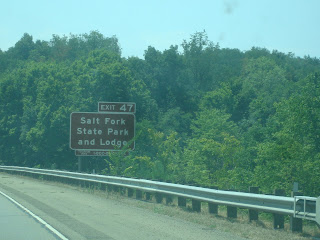 EXIT 47
Salt Fork
State Park
and Lodge